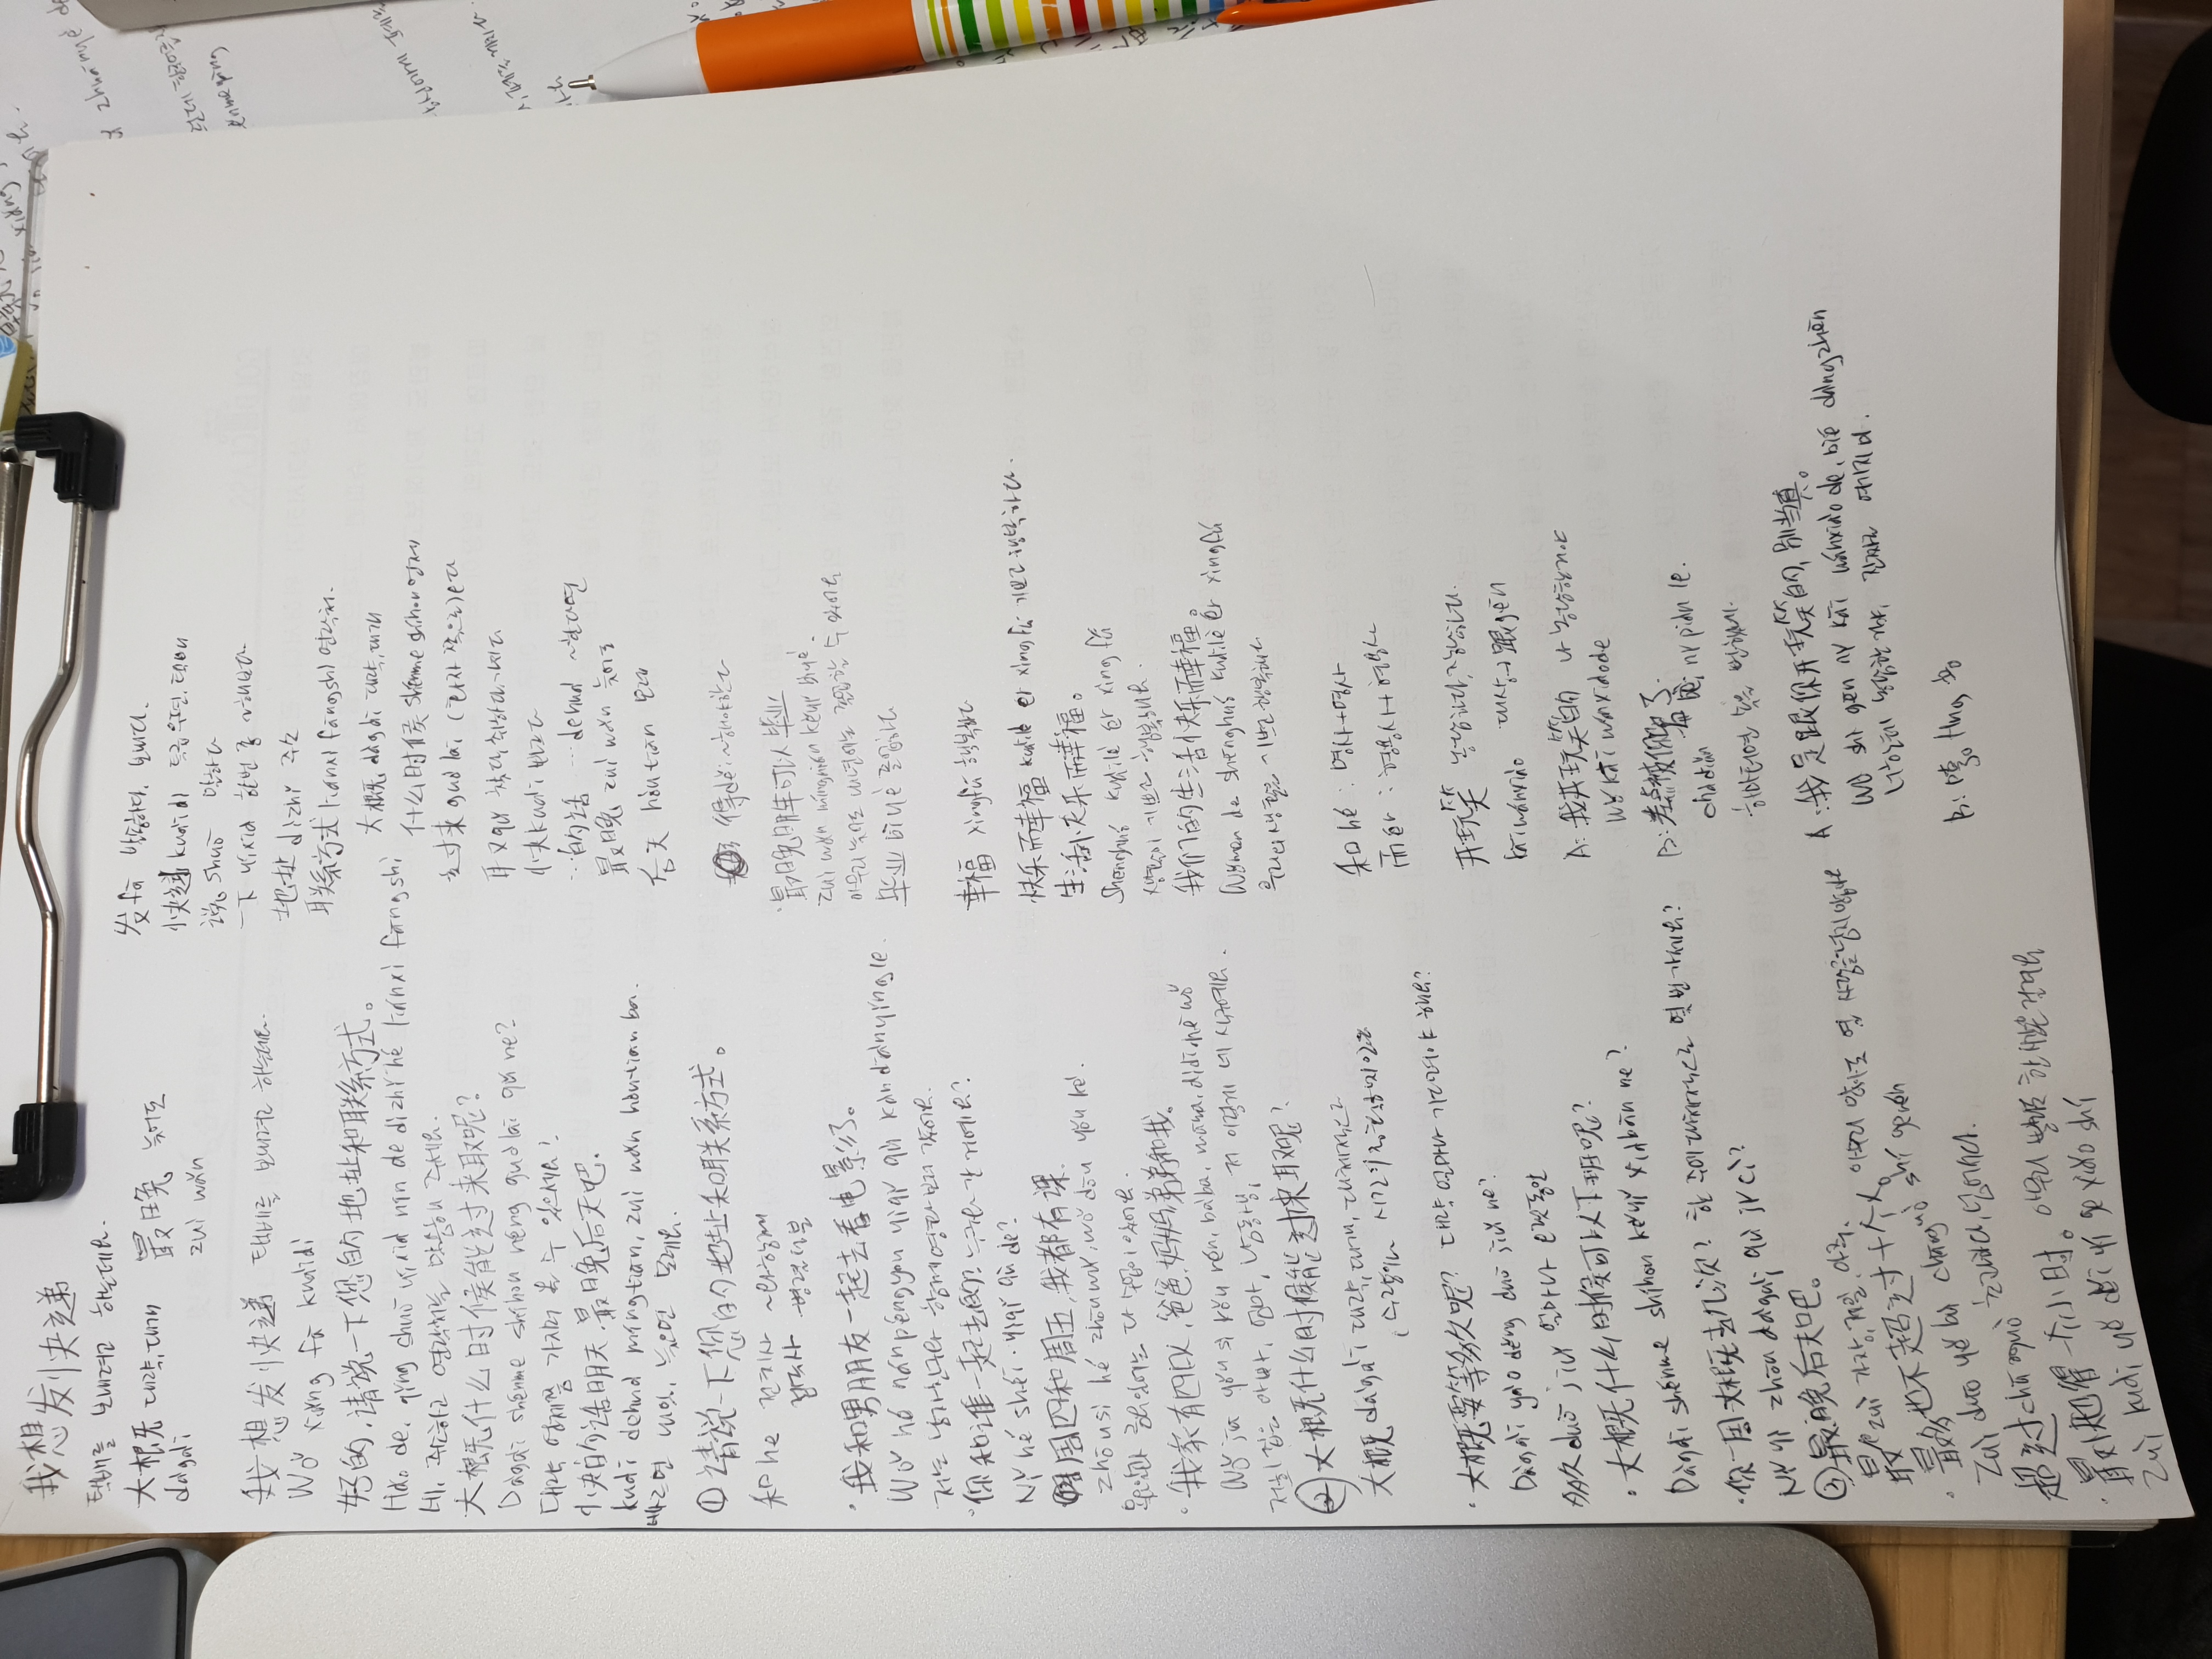 我想发快递
택배를 보내려고 하는데요.
大概 대략, 대개 最晚 늦어도
dàgài zuì wǎn
我想发快递 택배를 보내려고 하는데요.
Wǒ xiǎng fā kuàidì
好的, 请说一下您的地址和联系方式。
Hǎo de, qǐng shuō yíxià nín de dìzhǐ hé liánxì fāngshì
네, 주소하고 연락처를 말씀해 주세요.
大概什么时候能过来取呢?
Dàgài shénme shíhou néng guòlái qǔ ne?
대략 언제쯤 가지러 올 수 있으세요?
快的话明天, 最晚后天吧.
kuài dehuà míngtiān, zuì wǎn hòutiān ba.
빠르면 내일, 늦으면 모레요.
① 请说一下您的地址和联系方式。
和 hé 전치사 ~와 함께
접속사 병렬 나열
· 我和男朋友一起去看电影了。
Wǒ hé nánpéngyou yìqǐ qù kàn diànyǐng le.
저는 남자친구와 함께 영화 보러 갔어요.
· 你和谁一起去的? 누구와 간 거예요?
Nǐ hé shéi yìqǐ qù de?
周四和周五, 我都有课.
zhōusì hé zhōuwǔ, wǒ dōu yǒu kè.
목요일과 금요일에는 다 수업이 있어요.
· 我家有四口人, 爸爸, 妈妈, 弟弟和我。
Wǒ jiā yǒu sì kǒu rén, bàba, māma, dìdi hé wǒ
저희 집은 아빠, 엄마, 남동생, 저 이렇게 네 식구예요.
② 大概什么时候能过来取呢?
大概 dàgài 대략, 대개, 대체적으로
, 수량이나 시간의 정확하지 않음
· 大概要等多久呢? 대략 얼마나 기다려야 해요?
Dàgài yào děng duō jiǔ ne?
多久 duō jiǔ 얼마나 오랫동안
· 大概什么时候可以下班呢?
Dàgài shénme shíhou kěyǐ xiàbān ne?
· 你一周大概去几次? 한 주에 대체적으로 몇 번 가세요?
Nǐ yì zhōu dàgài qù jǐ cì?
③ 最晚后天吧。
最 zuì 가장, 제일, 아주.
· 最多也不超过十个人。 아무리 많아도 열 사람을 넘지 않아요
Zuì duō yě bù chāoguò shí gerén
超过 chāoguò 초과하다, 넘어서다.
· 最快也得一个小时。 아무리 빨라도 한 시간은 걸려요
Zuì kuài yě děi yí ge xiǎo shí
发 fā 발송하다. 보내다.
快递 kuàidì 특급우편. 택배
说 shuō 말하다
一下 yíxià 한번 좀 ~해보다
地址 dìzhǐ 주소
联系方式 liánxì fāngshì 연락처.
大概 dàgài 대략, 대개
什么时候 shénme shíhou 언제
过来 guòlái (화자 쪽으로) 오다
取 qǔ 찾다, 취하다. 가지다
快 kuài 빠르다
…的话 …dehuà ~한다면
最晚 zuì wǎn 늦어도
后天 hòutiān 모레
得 děi ~해야한다
最晚明年可以毕业
Zuì wǎn míngnián kěyǐ bìyè.
아무리 늦어도 내년에는 졸업할 수 있어요
毕业 bìyè 졸업하다
幸福 xìngfú 행복하다
快乐而幸福 kuàilè ér xìngfú 기쁘고 행복하다.
生活快乐而幸福。
Shēnghuó kuàilè ér xìng fú
생활이 기쁘고 행복해요.
我们的生活快乐而幸福。
Wǒmen de shēnghuó kuàilè ér xìngfú
우리의 생활은 기쁘고 행복해요
和 hé : 명사+명사
而 ér : 형용사+형용사
开玩笑 농담하다, 장난하다.
kāiwánxiào 대상→跟 gēn
A: 我开玩笑的 나 농담한거야
Wǒ kāi wánxiàode
B: 差点被你骗了.
chàdiǎn bèi nǐ piàn le.
하마터면 속을 뻔했네.
A: 我是跟你开玩笑的, 别当真。
Wǒ shì gēn nǐ kāi wánxiào de, bié dàngzhēn
너한테 농담한거야, 진짜로 여기지마.
B: 哼。Hng 흥